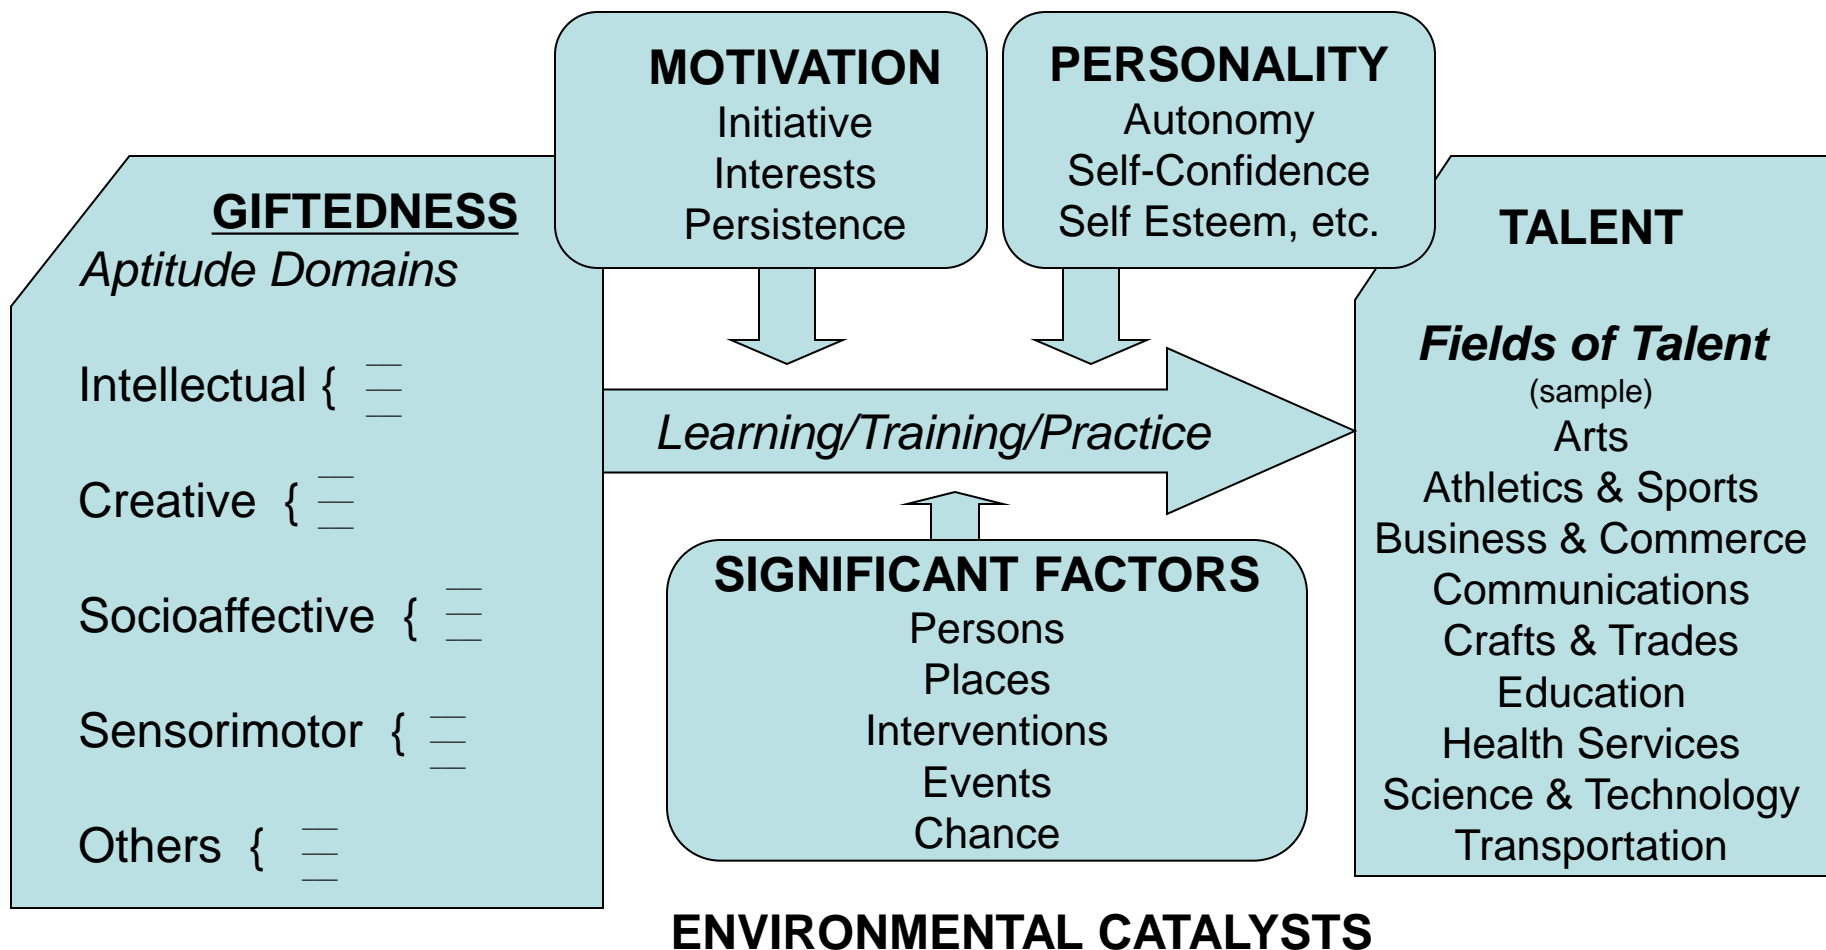 MOTIVATION
Initiative
Interests
Persistence
PERSONALITY
Autonomy
Self-Confidence
Self Esteem, etc.
GIFTEDNESS
Aptitude Domains
Intellectual {
Creative {
Socioaffective {
Sensorimotor {
Others {
Learning/Training/Practice
SIGNIFICANT FACTORS
Persons
Places
Interventions
Events
Chance
ENVIRONMENTAL CATALYSTS
TALENT
Fields of Talent
(sample)
Arts
Athletics & Sports
Business & Commerce
Communications
Crafts & Trades
Education
Health Services
Science & Technology
Transportation